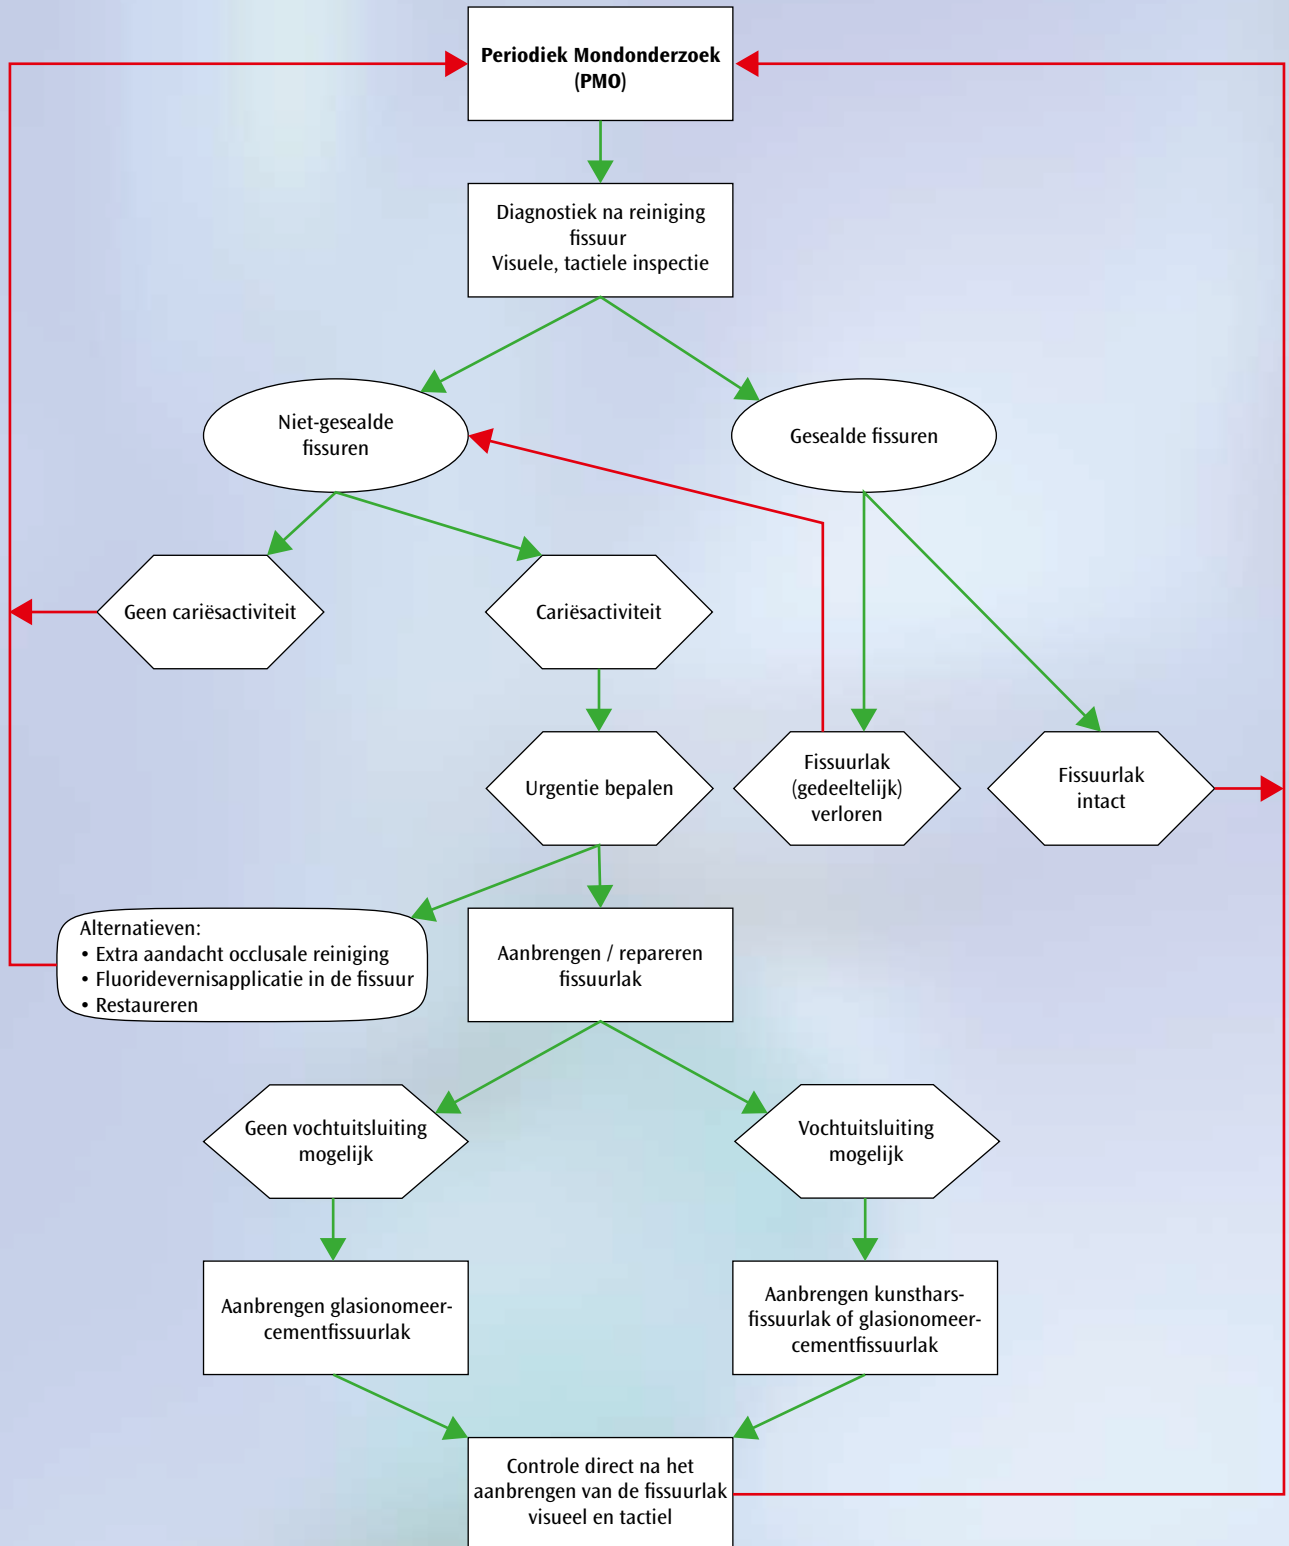 Periodiek Mondonderzoek
(PMO)
Diagnostiek na reiniging
fissuur
Visuele, tactiele inspectie
Niet-gesealde
fissuren
Gesealde fissuren
Geen cariësactiviteit
Cariësactiviteit
Urgentie bepalen
Fissuurlak
(gedeeltelijk)
verloren
Fissuurlak
intact
Alternatieven:
• Extra aandacht occlusale reiniging
• Fluoridevernisapplicatie in de fissuur
• Restaureren
Aanbrengen / repareren
fissuurlak
Geen vochtuitsluiting
mogelijk
Vochtuitsluiting
mogelijk
Aanbrengen glasionomeer-
cementfissuurlak
Aanbrengen kunsthars-
fissuurlak of glasionomeer-
cementfissuurlak
Controle direct na het
aanbrengen van de fissuurlak
visueel en tactiel